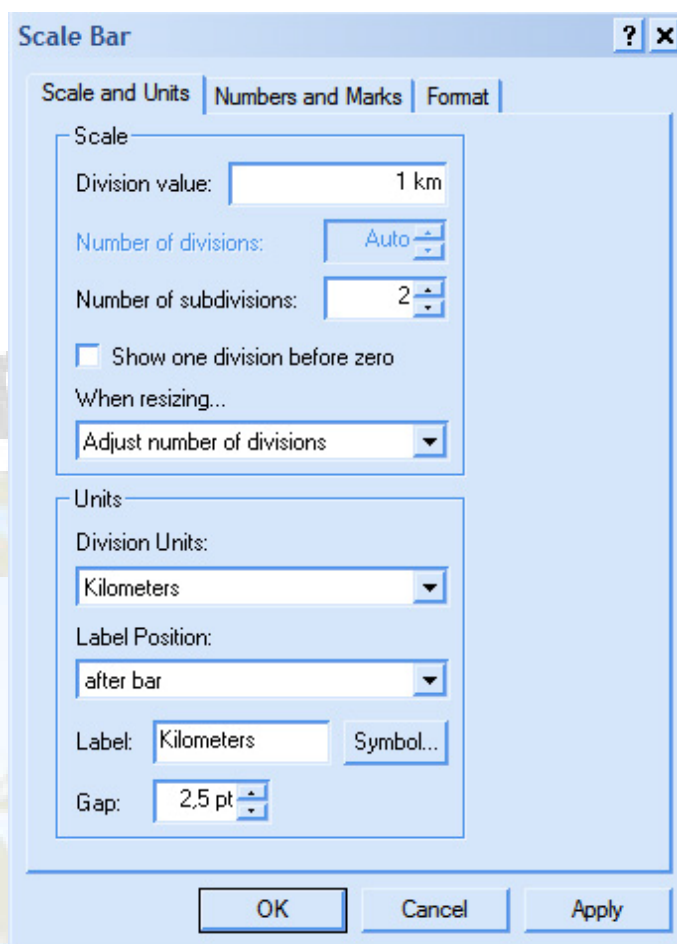 Scale Bar
Scale and Units Numbers and Marks Format
Scale
Division value: 1 km
Number of divisions: Auto
Number of subdivisions: 2
Show one division before zero
When resizing...
Adjust number of divisions
Units
Division Units:
Kilometers
Label Position:
after bar
Label: Kilometers Symbol...
Gap: 2,5 pt
OK Cancel Apply